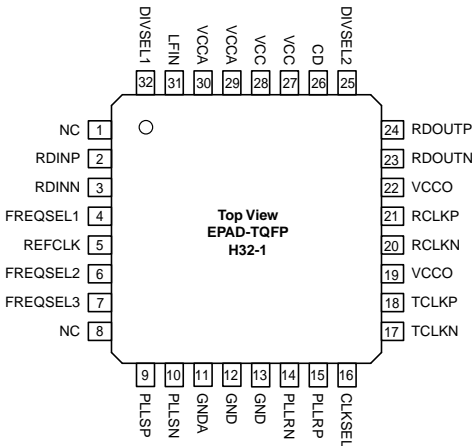 DIVSEL1
LFIN
VCCA
VCCA
VCC
VCC
CD
DIVSEL2
32
31
30
29
28
27
26
25
NC 1
RDINP 2
RDINN 3
FREQSEL1 4
REFCLK 5
FREQSEL2 6
FREQSEL3 7
NC 8
Top View
EPAD-TQFP
H32-1
24 RDOUTP
23 RDOUTN
22 VCCO
21 RCLKP
20 RCLKN
19 VCCO
18 TCLKP
17 TCLKN
9
10
11
12
13
14
15
16
PLLSP
PLLSN
GNDA
GND
GND
PLLRN
PLLRP
CLKSEL